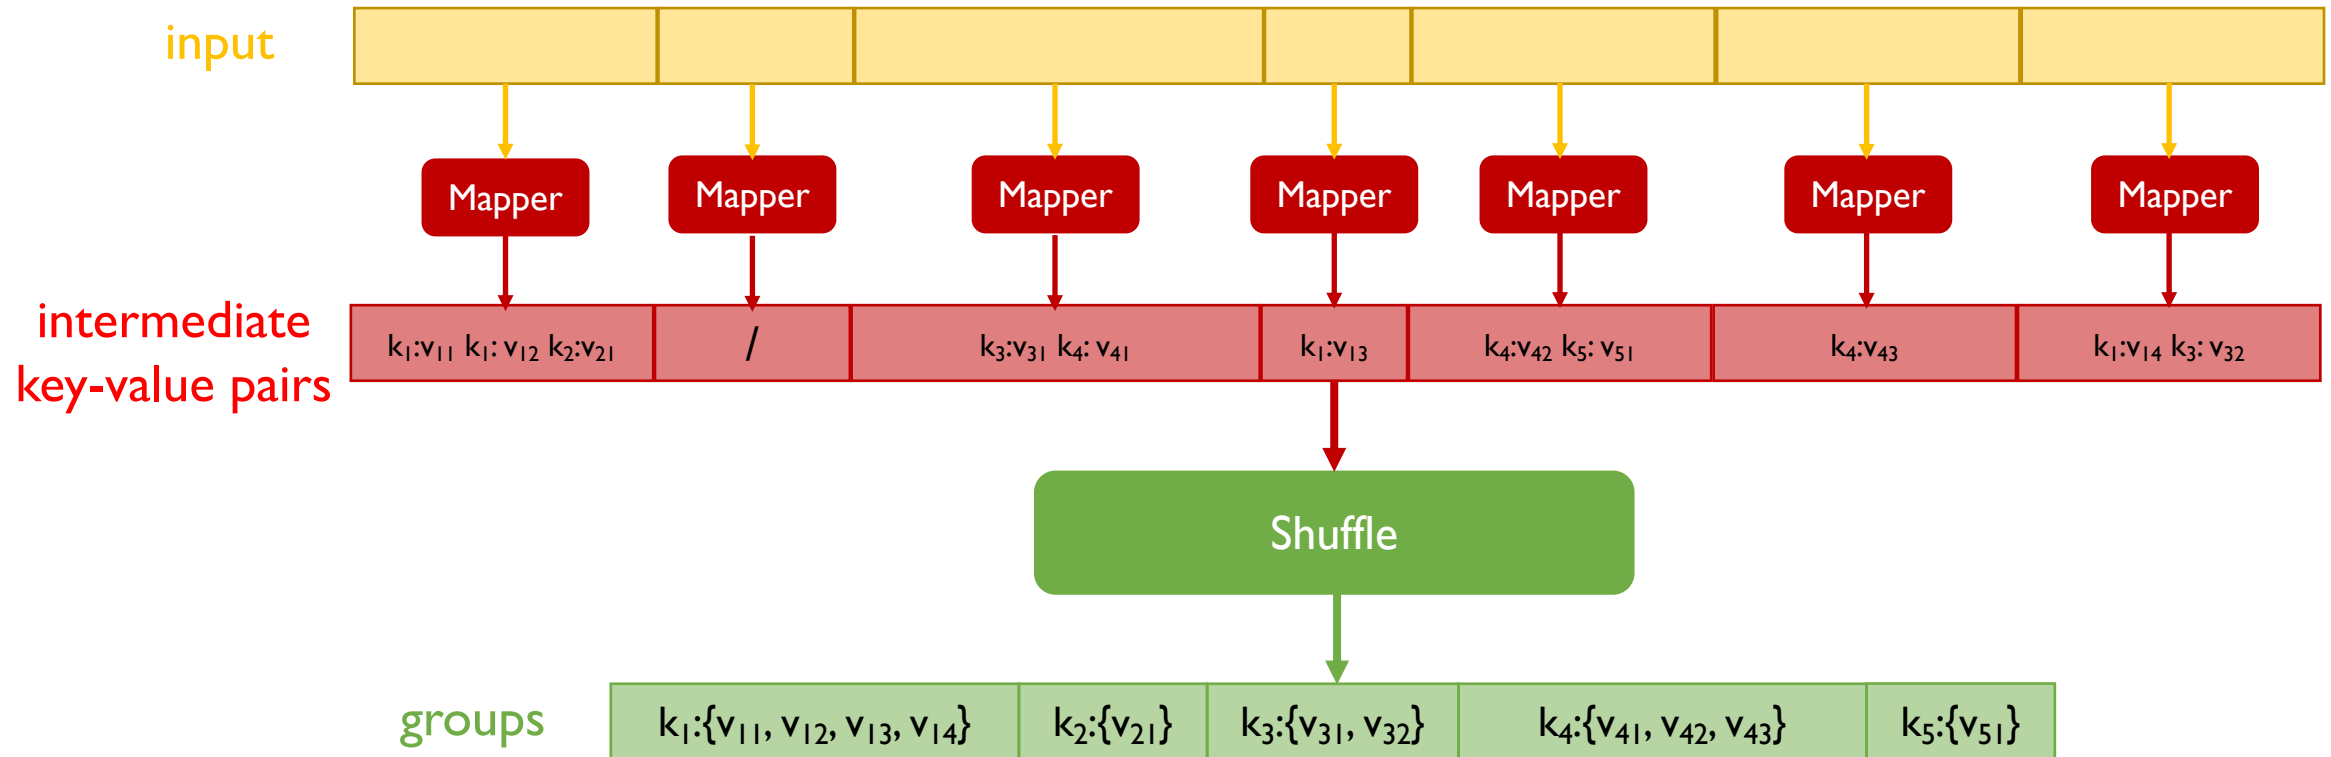 input
Mapper Mapper Mapper Mapper Mapper Mapper Mapper
intermediate
key-value pairs
k₁:v₁₁ k₁: v₁₂ k₂:v₂₁
/
k₃:v₃₁ k₄: v₄₁
k₁:v₁₃
k₄:v₄₂ k₅: v₅₁
k₄:v₄₃
k₁:v₁₄ k₃: v₃₂
Shuffle
groups
k₁:{v₁₁, v₁₂, v₁₃, v₁₄}
k₂:{v₂₁}
k₃:{v₃₁, v₃₂}
k₄:{v₄₁, v₄₂, v₄₃}
k₅:{v₅₁}